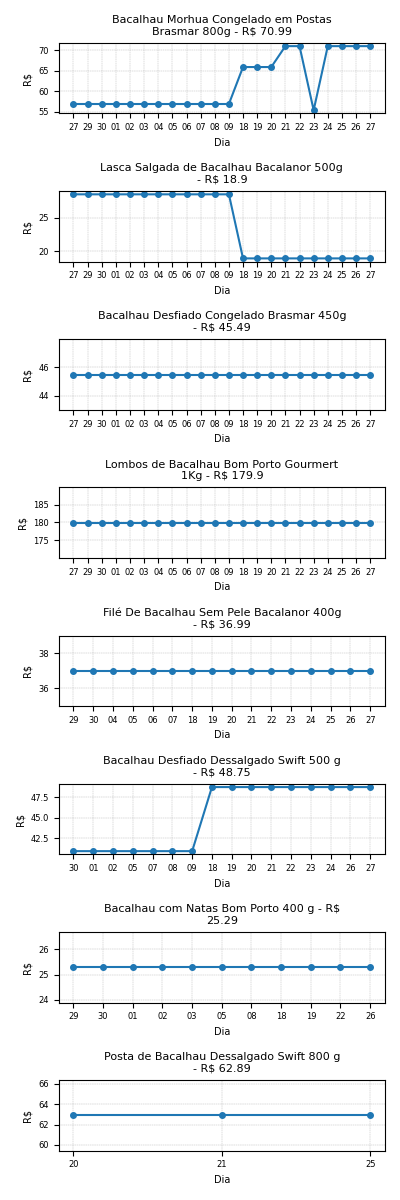 Bacalhau Morhua Congelado em Postas
Brasmar 800g - R$ 70.99
70
65
60
55
R$
27 29 30 01 02 03 04 05 06 07 08 09 18 19 20 21 22 23 24 25 26 27
Dia
Lasca Salgada de Bacalhau Bacalanor 500g
- R$ 18.9
25
20
R$
27 29 30 01 02 03 04 05 06 07 08 09 18 19 20 21 22 23 24 25 26 27
Dia
Bacalhau Desfiado Congelado Brasmar 450g
- R$ 45.49
46
44
R$
27 29 30 01 02 03 04 05 06 07 08 09 18 19 20 21 22 23 24 25 26 27
Dia
Lombos de Bacalhau Bom Porto Gourmert
1Kg - R$ 179.9
185
180
175
R$
27 29 30 01 02 03 04 05 06 07 08 09 18 19 20 21 22 23 24 25 26 27
Dia
Filé De Bacalhau Sem Pele Bacalanor 400g
- R$ 36.99
38
36
R$
29 30 04 05 06 07 18 19 20 21 22 23 24 25 26 27
Dia
Bacalhau Desfiado Dessalgado Swift 500 g
- R$ 48.75
47.5
45.0
42.5
R$
30 01 02 05 07 08 09 18 19 20 21 22 23 24 26 27
Dia
Bacalhau com Natas Bom Porto 400 g - R$
25.29
26
25
24
R$
29 30 01 02 03 05 08 18 19 22 26
Dia
Posta de Bacalhau Dessalgado Swift 800 g
- R$ 62.89
66
64
62
60
R$
20 21 25
Dia